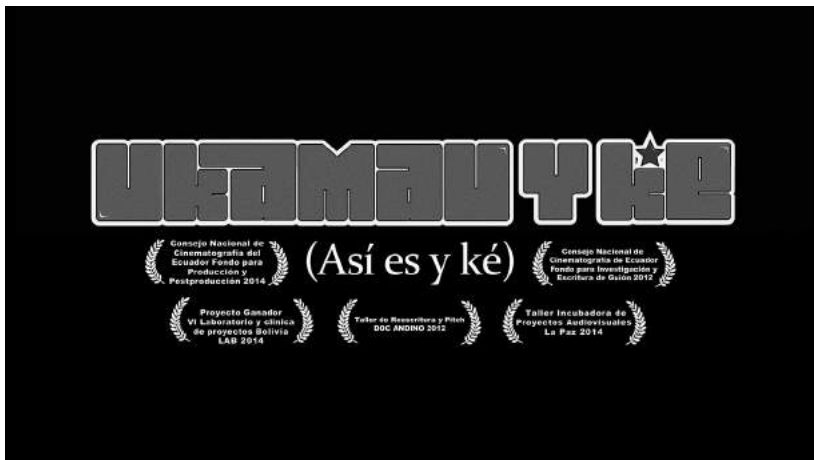 UKAMAU Y KE
Consejo Nacional de
Cinematografía del
Ecuador Fondo para
Producción y
Postproducción 2014
(Así es y ké)
Consejo Nacional de
Cinematografía de Ecuador
Fondo para Investigación y
Escritura de Guión 2012
Proyecto Ganador
VI Laboratorio y clínica
de proyectos Bolivia
LAB 2014
Taller de Reescritura y Pitch
DOC ANDINO 2012
Taller Incubadora de
Proyectos Audiovisuales
La Paz 2014